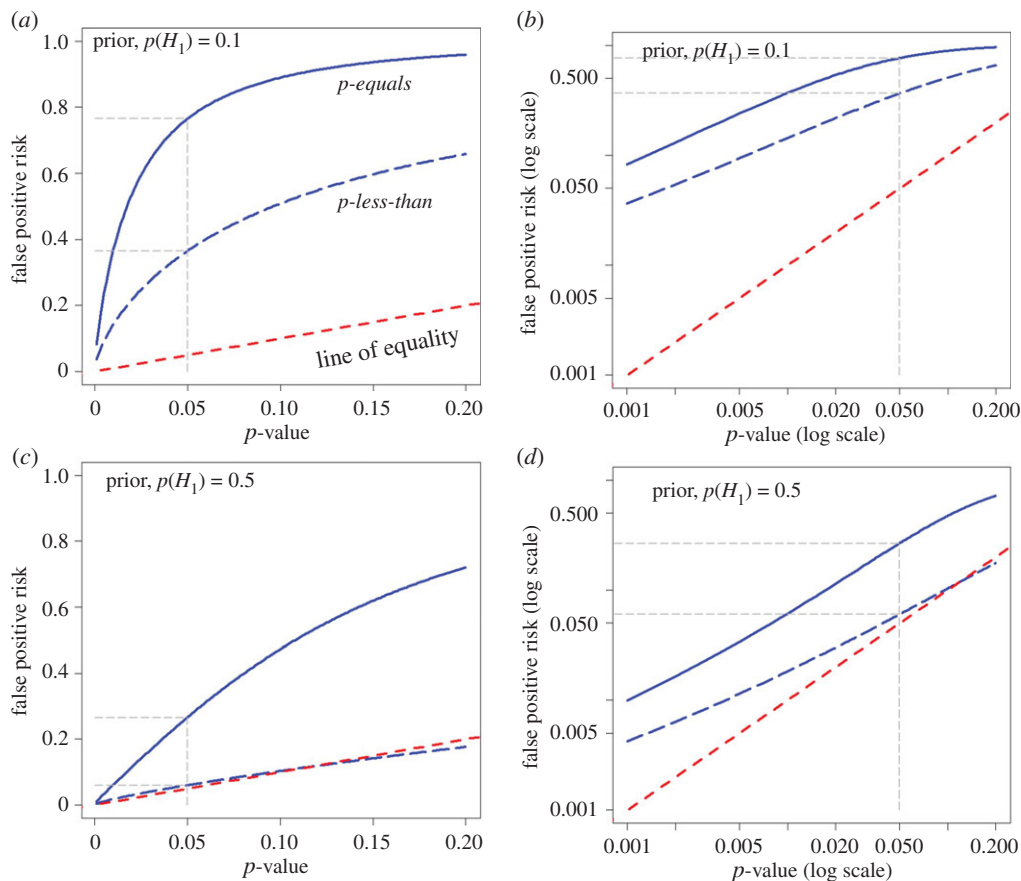 (a)
prior, p(H1) = 0.1
1.0
0.8
0.6
0.4
0.2
0
false positive risk
p-equals
p-less-than
line of equality
0 0.05 0.10 0.15 0.20
p-value
(b)
prior, p(H1) = 0.1
0.500
0.050
0.005
0.001
false positive risk (log scale)
0.001 0.005 0.020 0.050 0.200
p-value (log scale)
(c)
prior, p(H1) = 0.5
1.0
0.8
0.6
0.4
0.2
0
false positive risk
0 0.05 0.10 0.15 0.20
p-value
(d)
prior, p(H1) = 0.5
0.500
0.050
0.005
0.001
false positive risk (log scale)
0.001 0.005 0.020 0.050 0.200
p-value (log scale)